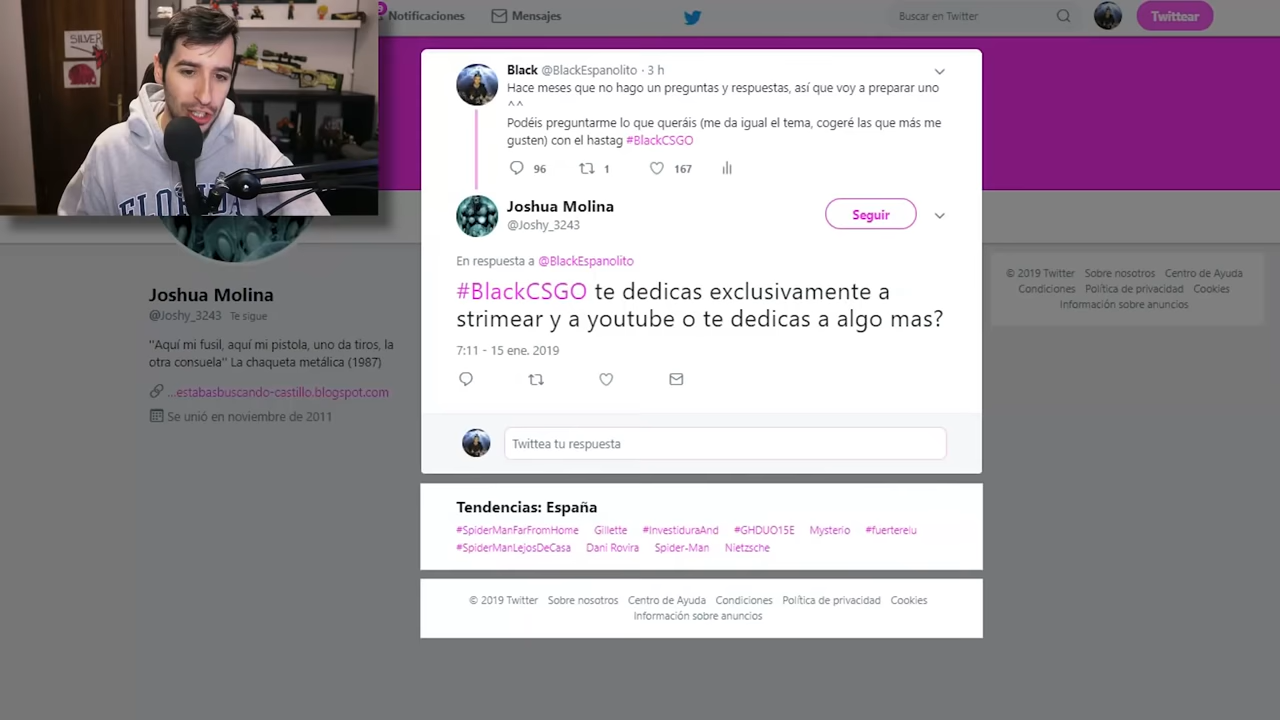 Notificaciones
Mensajes
Buscar en Twitter
Twittear
SILVER
FLORIDA
Black @BlackEspanolito · 3 h
Hace meses que no hago un preguntas y respuestas, así que voy a preparar uno
^^
Podéis preguntarme lo que queráis (me da igual el tema, cogeré las que más me
gusten) con el hastag #BlackCSGO
96 1 167
Joshua Molina
@Joshy_3243
Seguir
En respuesta a @BlackEspanolito
#BlackCSGO te dedicas exclusivamente a
strimear y a youtube o te dedicas a algo mas?
7:11 - 15 ene. 2019
Twittea tu respuesta
Joshua Molina
@Joshy_3243 Te sigue
"Aquí mi fusil, aquí mi pistola, uno da tiros, la
otra consuela" La chaqueta metálica (1987)
...estabasbuscando-castillo.blogspot.com
Se unió en noviembre de 2011
© 2019 Twitter Sobre nosotros Centro de Ayuda
Condiciones Política de privacidad Cookies
Información sobre anuncios
Tendencias: España
#SpiderManFarFromHome Gillette #InvestiduraAnd #GHDUO15E Mysterio #fuertereIu
#SpiderManLejosDeCasa Dani Rovira Spider-Man Nietzsche
© 2019 Twitter Sobre nosotros Centro de Ayuda Condiciones Política de privacidad Cookies
Información sobre anuncios